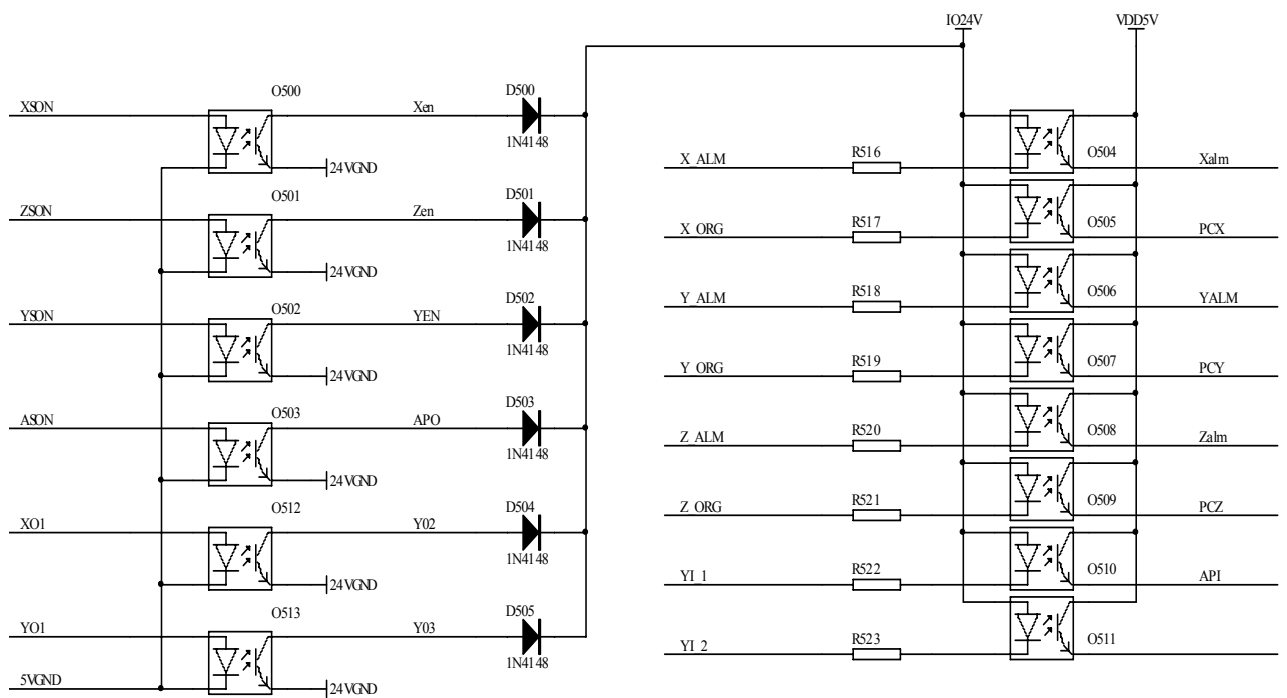 IO24V VDD5V
O500 D500
XSON Xen
1N4148
24VGND
O501 D501
ZSON Zen
1N4148
24VGND
O502 D502
YSON YEN
1N4148
24VGND
O503 D503
ASON APO
1N4148
24VGND
O512 D504
XO1 Y02
1N4148
24VGND
O513 D505
YO1 Y03
1N4148
5VGND 24VGND
X_ALM R516 O504 Xalm
X_ORG R517 O505 PCX
Y_ALM R518 O506 YALM
Y_ORG R519 O507 PCY
Z_ALM R520 O508 Zalm
Z_ORG R521 O509 PCZ
YI_1 R522 O510 API
YI_2 R523 O511